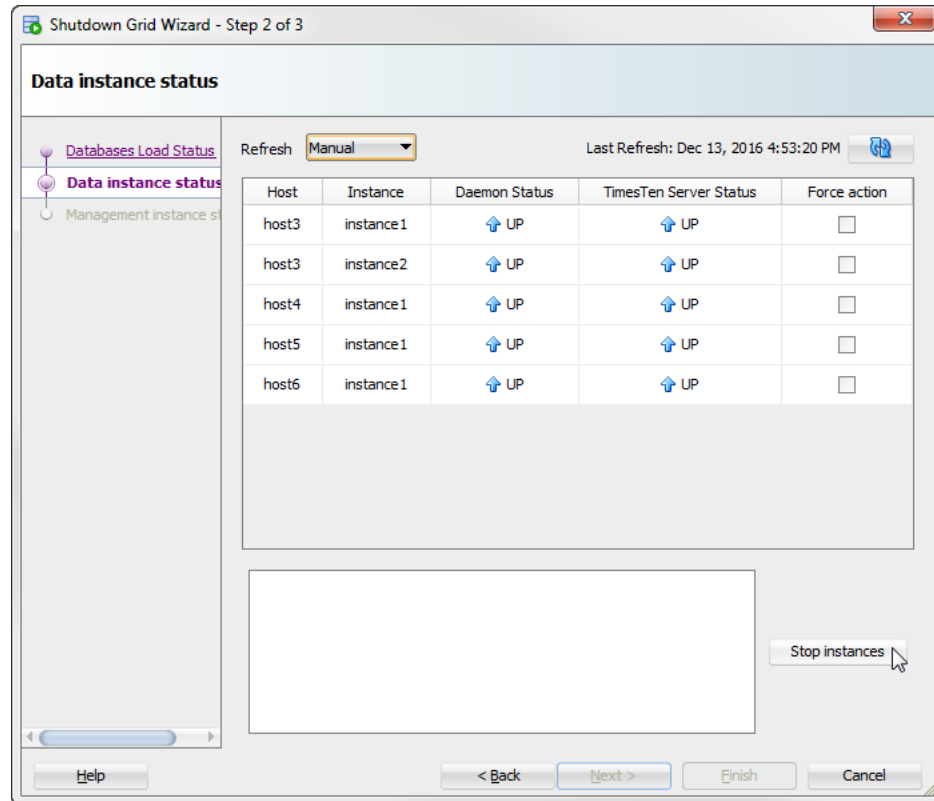 Shutdown Grid Wizard - Step 2 of 3
Data instance status
Databases Load Status
Data instance status
Management instance st
Refresh Manual Last Refresh: Dec 13, 2016 4:53:20 PM
Host Instance Daemon Status TimesTen Server Status Force action
host3 instance1 UP UP
host3 instance2 UP UP
host4 instance1 UP UP
host5 instance1 UP UP
host6 instance1 UP UP
Stop instances
Help < Back Next > Finish Cancel